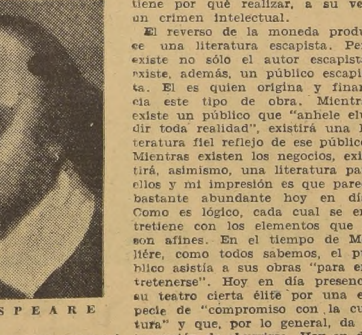 tiene por qué realizar, a su ve
un crimen intelectual.
El reverso de la moneda produ
ce una literatura escapista. Pe
existe no sólo el autor escapist
existe, además, un público escapi
ta. El es quien origina y finan
cia este tipo de obra. Mientr
existe un público que "anhele el
dir toda realidad", existirá una l
teratura fiel reflejo de ese públic
Mientras existen los negocios, exi
tirá, asimismo, una literatura pa
ellos y mi impresión es que pare
bastante abundante hoy en dí
Como es lógico, cada cual se en
tretiene con los elementos que
son afines. En el tiempo de M
liére, como todos sabemos, el p
blico asistía a sus obras "para e
tretenerse". Hoy en día presen
su teatro cierta élite por una e
pecie de "compromiso con la cu
tura" y que, por lo general, da
SPEARE